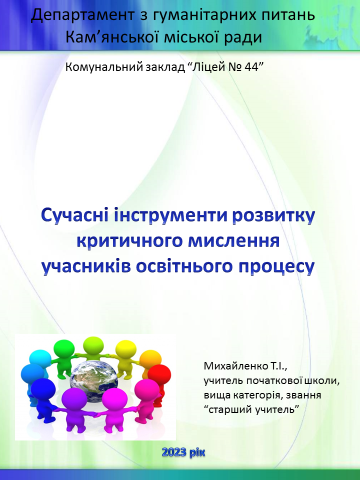 Департамент з гуманітарних питань
Кам’янської міської ради
Комунальний заклад “Ліцей № 44”
Сучасні інструменти розвитку
критичного мислення
учасників освітнього процесу
Михайленко Т.І.,
учитель початкової школи,
вища категорія, звання
“старший учитель”
2023 рік